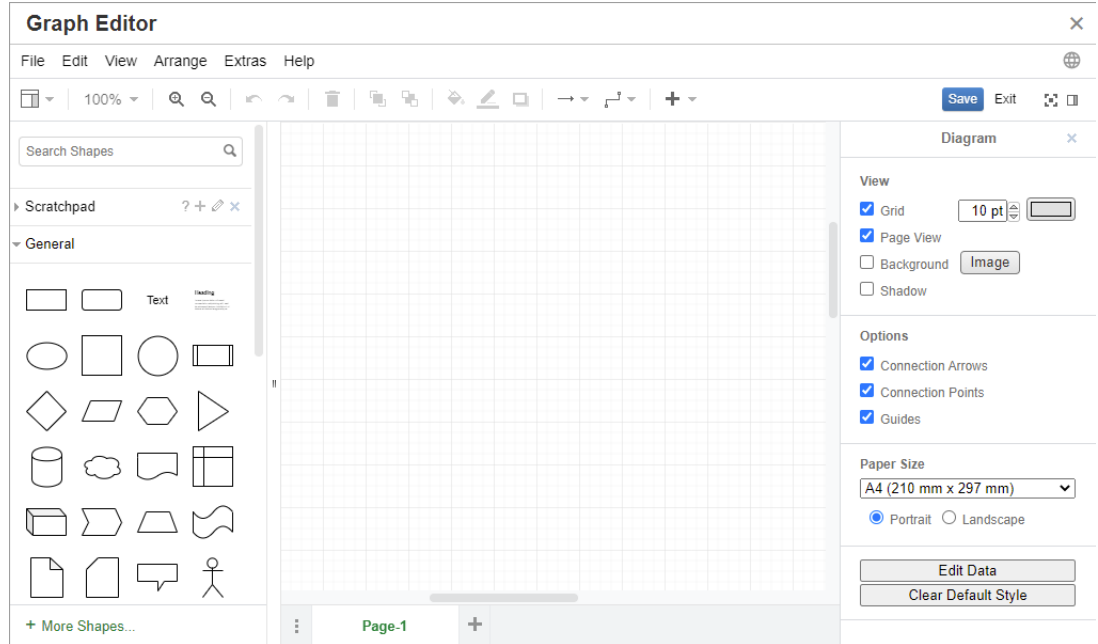 Graph Editor
File Edit View Arrange Extras Help
100%
Save Exit
Search Shapes
Scratchpad
?
General
Text
Heading
+ More Shapes...
Page-1
Diagram
View
Grid
10 pt
Page View
Background
Image
Shadow
Options
Connection Arrows
Connection Points
Guides
Paper Size
A4 (210 mm x 297 mm)
Portrait
Landscape
Edit Data
Clear Default Style